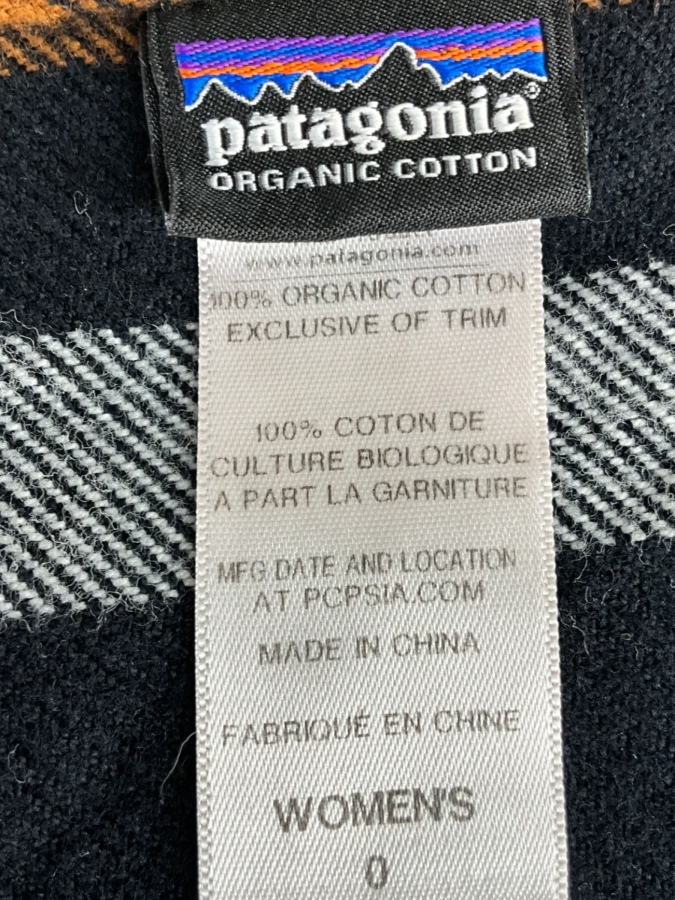 patagonia®
ORGANIC COTTON
www.patagonia.com
100% ORGANIC COTTON
EXCLUSIVE OF TRIM
100% COTON DE
CULTURE BIOLOGIQUE
A PART LA GARNITURE
MFG DATE AND LOCATION
AT PCPSIA.COM
MADE IN CHINA
FABRIQUÉ EN CHINE
WOMEN'S
0